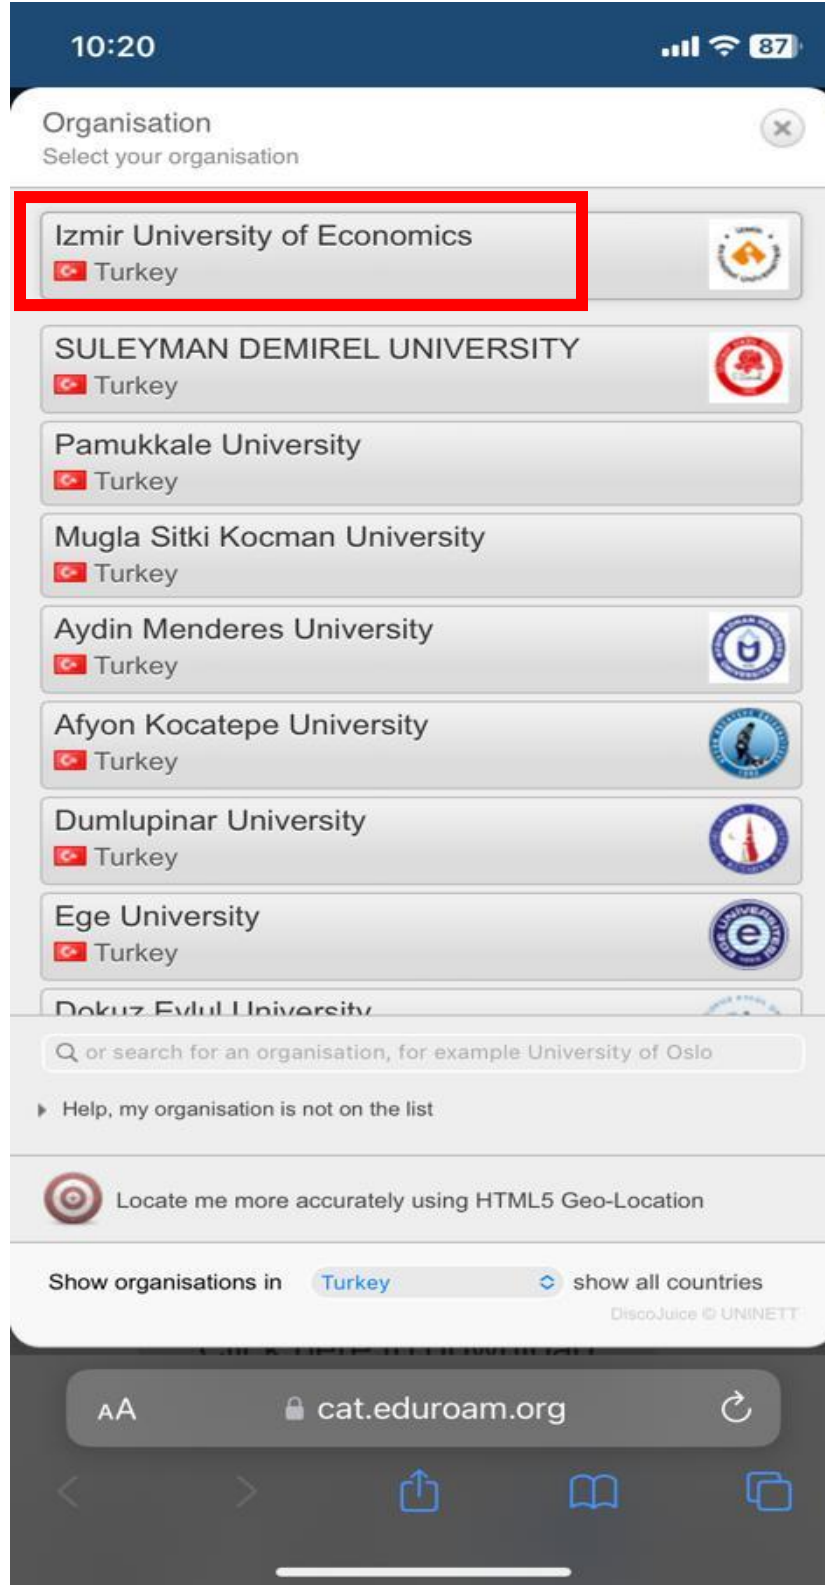 10:20
87
Organisation
Select your organisation
Izmir University of Economics
Turkey
SULEYMAN DEMIREL UNIVERSITY
Turkey
Pamukkale University
Turkey
Mugla Sitki Kocman University
Turkey
Aydin Menderes University
Turkey
Afyon Kocatepe University
Turkey
Dumlupinar University
Turkey
Ege University
Turkey
Dokuz Eylul University
or search for an organisation, for example University of Oslo
Help, my organisation is not on the list
Locate me more accurately using HTML5 Geo-Location
Show organisations in Turkey show all countries
DiscoJuice © UNINETT
Click here to download
AA cat.eduroam.org